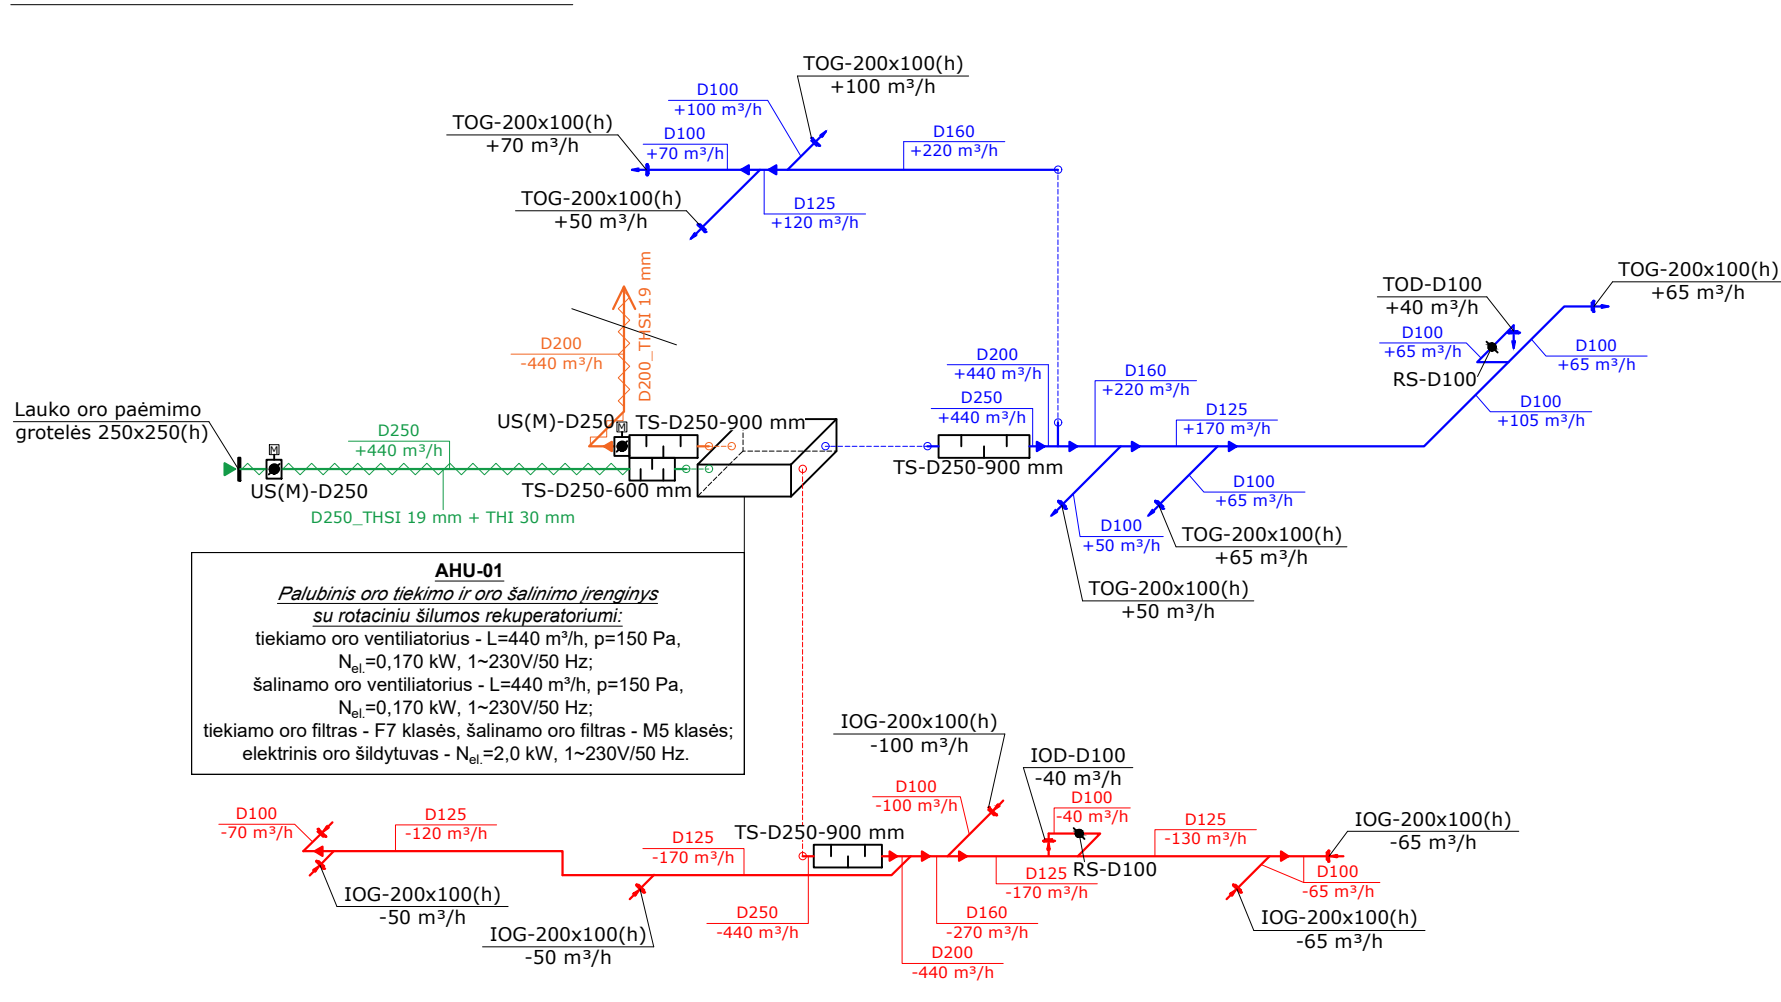 TOG-200x100(h)
+100 m³/h
D100
+100 m³/h
TOG-200x100(h)
+70 m³/h
D100
+70 m³/h
D160
+220 m³/h
TOG-200x100(h)
+50 m³/h
D125
+120 m³/h
D200_THSI 19 mm
D200
-440 m³/h
TOG-200x100(h)
+65 m³/h
TOD-D100
+40 m³/h
D100
+65 m³/h
RS-D100
D100
+65 m³/h
D100
+105 m³/h
D200
+440 m³/h
D250
+440 m³/h
D160
+220 m³/h
D125
+170 m³/h
Lauko oro paėmimo
grotelės 250x250(h)
M
US(M)-D250
D250
+440 m³/h
US(M)-D250
M
TS-D250-900 mm
TS-D250-600 mm
D250_THSI 19 mm + THI 30 mm
TS-D250-900 mm
D100
+65 m³/h
D100
+50 m³/h
TOG-200x100(h)
+65 m³/h
TOG-200x100(h)
+50 m³/h
AHU-01
Palubinis oro tiekimo ir oro šalinimo įrenginys
su rotaciniu šilumos rekuperatoriumi:
tiekiamo oro ventiliatorius - L=440 m³/h, p=150 Pa,
Nel.=0,170 kW, 1~230V/50 Hz;
šalinamo oro ventiliatorius - L=440 m³/h, p=150 Pa,
Nel.=0,170 kW, 1~230V/50 Hz;
tiekiamo oro filtras - F7 klasės, šalinamo oro filtras - M5 klasės;
elektrinis oro šildytuvas - Nel.=2,0 kW, 1~230V/50 Hz.
IOG-200x100(h)
-100 m³/h
IOD-D100
-40 m³/h
D100
-100 m³/h
D100
-40 m³/h
D100
-70 m³/h
D125
-120 m³/h
D125
-170 m³/h
TS-D250-900 mm
RS-D100
D125
-130 m³/h
IOG-200x100(h)
-65 m³/h
D125
-170 m³/h
D100
-65 m³/h
IOG-200x100(h)
-50 m³/h
IOG-200x100(h)
-50 m³/h
D250
-440 m³/h
D160
-270 m³/h
D200
-440 m³/h
IOG-200x100(h)
-65 m³/h